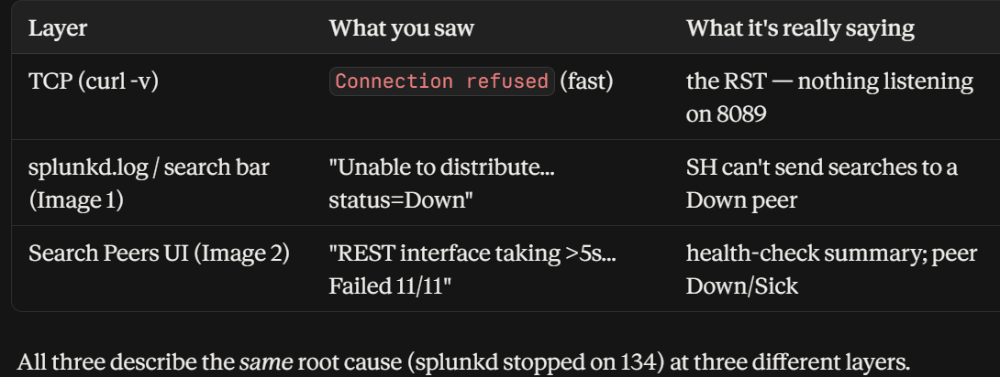 Layer What you saw What it's really saying
TCP (curl -v) Connection refused (fast) the RST — nothing listening
on 8089
splunkd.log / search bar "Unable to distribute... SH can't send searches to a
(Image 1) status=Down" Down peer
Search Peers UI (Image 2) "REST interface taking >5s... health-check summary; peer
Failed 11/11" Down/Sick
All three describe the same root cause (splunkd stopped on 134) at three different layers.